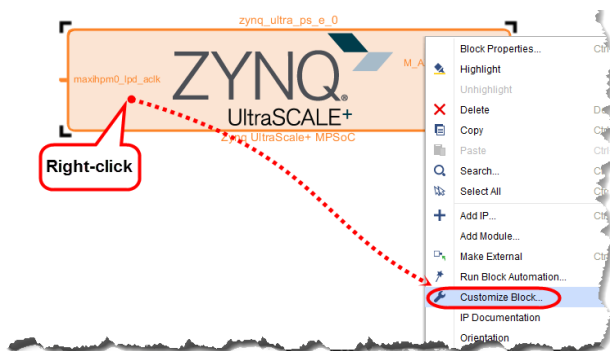 zynq_ultra_ps_e_0
maxihpm0_lpd_aclk
M_A
ZYNQ.
UltraSCALE+
Zynq UltraScale+ MPSoC
Right-click
Block Properties...
Highlight
Unhighlight
Delete
Copy
Paste
Search...
Select All
Add IP...
Add Module...
Make External
Run Block Automation...
Customize Block...
IP Documentation
Orientation